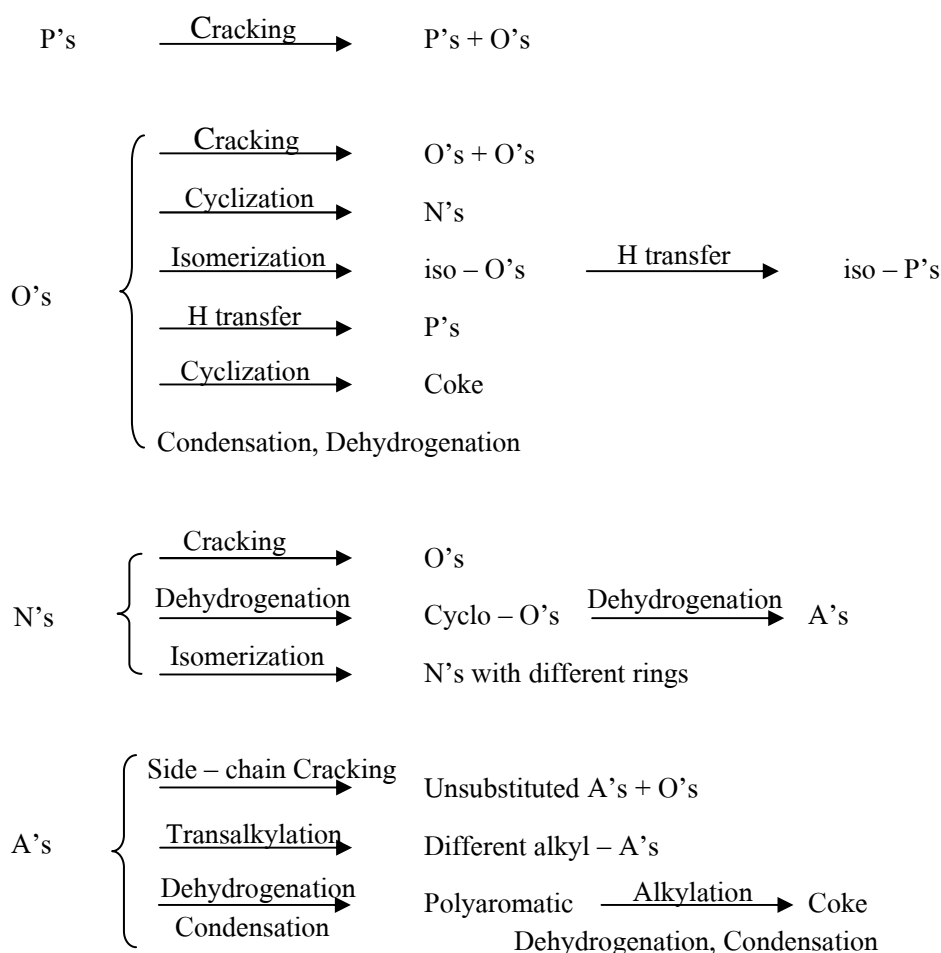 P’s Cracking P’s + O’s
Cracking O’s + O’s
Cyclization N’s
Isomerization iso – O’s H transfer iso – P’s
O’s
H transfer P’s
Cyclization Coke
Condensation, Dehydrogenation
Cracking O’s
N’s Dehydrogenation Cyclo – O’s Dehydrogenation A’s
Isomerization N’s with different rings
Side – chain Cracking Unsubstituted A’s + O’s
A’s Transalkylation Different alkyl – A’s
Dehydrogenation Polyaromatic Alkylation Coke
Condensation Dehydrogenation, Condensation